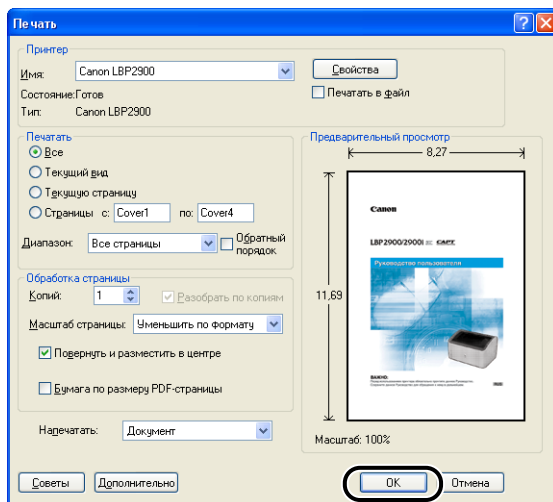 Печать
Принтер
Имя: Canon LBP2900 Свойства
Состояние: Готов Печатать в файл
Тип: Canon LBP2900
Печатать
Все
Текущий вид
Текущую страницу
Страницы с: Cover1 по: Cover4
Диапазон: Все страницы Обратный порядок
Обработка страницы
Копий: 1 Разобрать по копиям
Масштаб страницы: Уменьшить по формату
Повернуть и разместить в центре
Бумага по размеру PDF-страницы
Напечатать: Документ
Предварительный просмотр
8,27
11,69
Canon
LBP2900/2900i CAPT
Руководство пользователя
ВАЖНО:
Масштаб: 100%
Советы Дополнительно OK Отмена